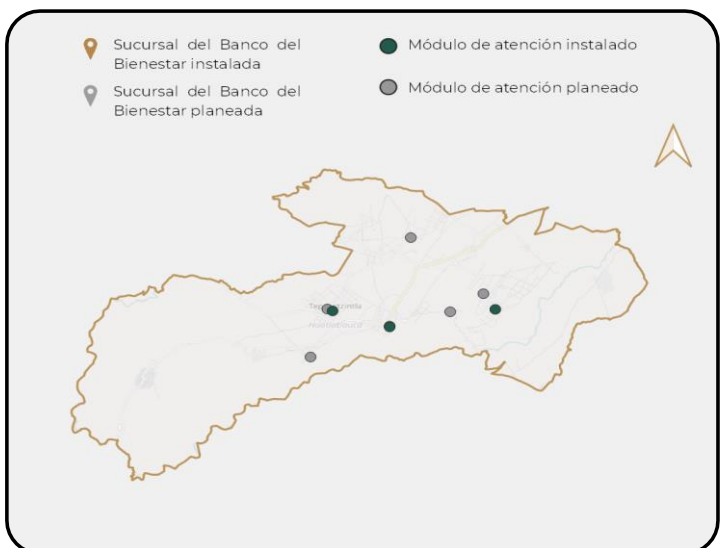 Sucursal del Banco del
Bienestar instalada
Sucursal del Banco del
Bienestar planeada
Módulo de atención instalado
Módulo de atención planeado